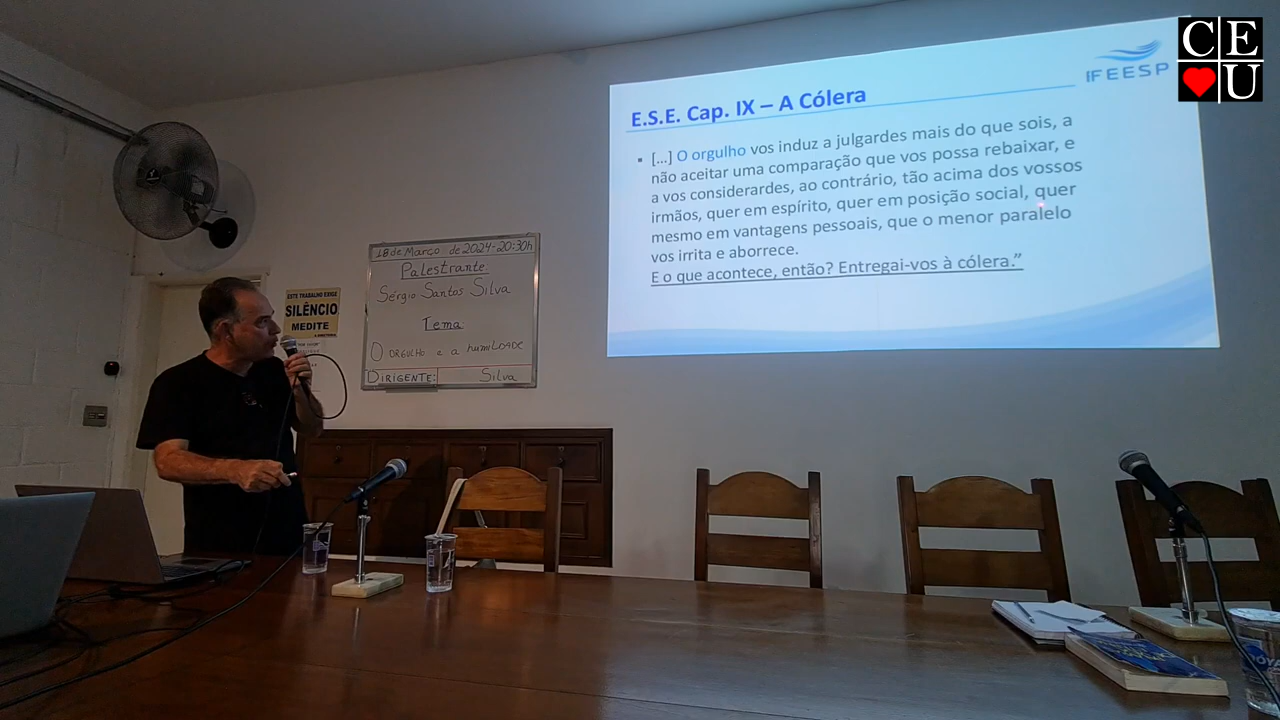 C E
U
IFEESP
E.S.E. Cap. IX – A Cólera
▪ [...] O orgulho vos induz a julgardes mais do que sois, a
não aceitar uma comparação que vos possa rebaixar, e
a vos considerardes, ao contrário, tão acima dos vossos
irmãos, quer em espírito, quer em posição social, quer
mesmo em vantagens pessoais, que o menor paralelo
vos irrita e aborrece.
E o que acontece, então? Entregai-vos à cólera.”
18 de Março de 2024-20:30h
Palestrante:
Sérgio Santos Silva
Tema:
O ORGULHO e a HUMILDADE
DIRIGENTE: Silva
ESTE TRABALHO EXIGE
SILÊNCIO
MEDITE